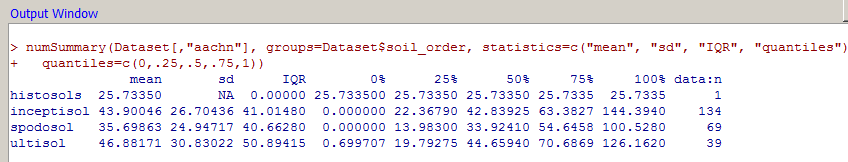 Output Window
> numSummary(Dataset[,"aachn"], groups=Dataset$soil_order, statistics=c("mean", "sd", "IQR", "quantiles")
+   quantiles=c(0,.25,.5,.75,1))
mean sd IQR 0% 25% 50% 75% 100% data:n
histosols 25.73350 NA 0.00000 25.733500 25.73350 25.73350 25.7335 25.7335 1
inceptisol 43.90046 26.70436 41.01480 0.000000 22.36790 42.83925 63.3827 144.3940 134
spodosol 35.69863 24.94717 40.66280 0.000000 13.98300 33.92410 54.6458 100.5280 69
ultisol 46.88171 30.83022 50.89415 0.699707 19.79275 44.65940 70.6869 126.1620 39